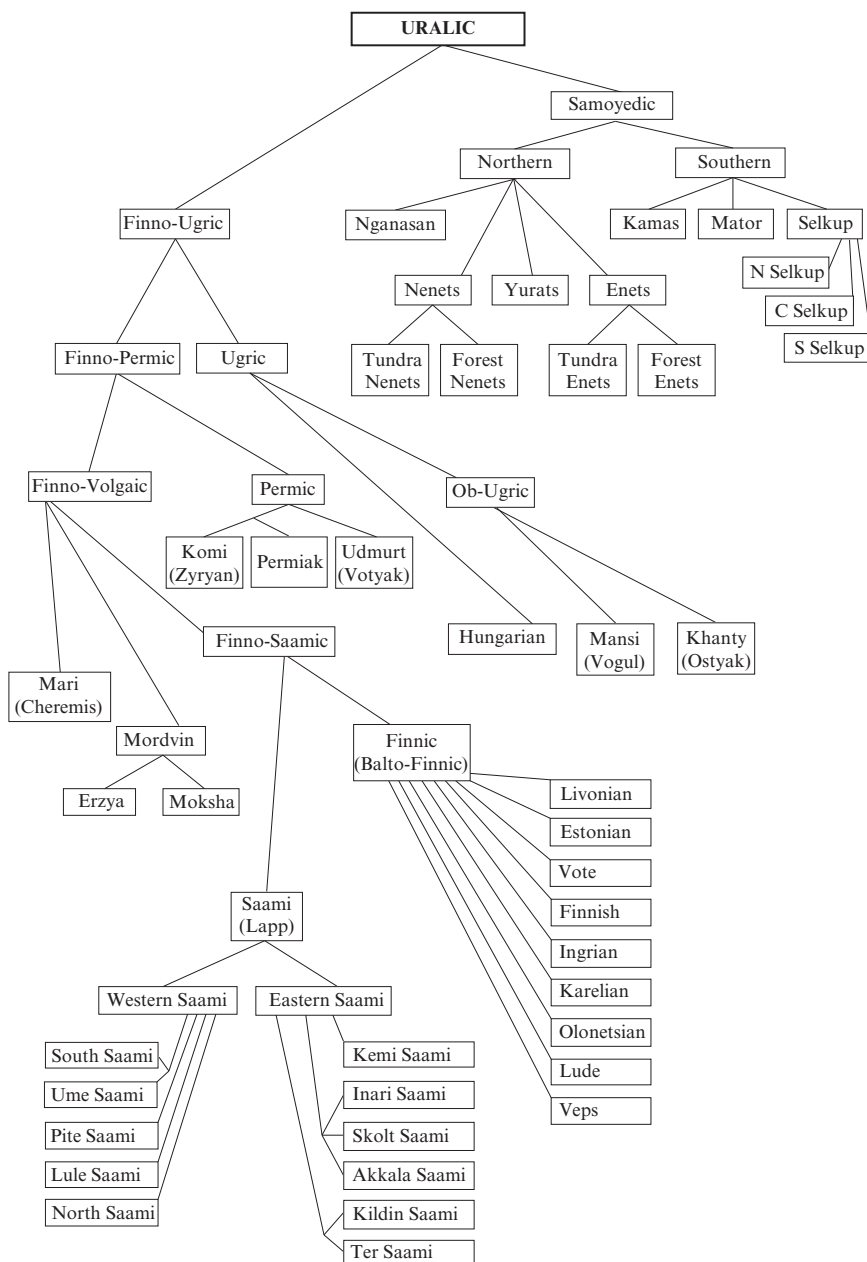 URALIC
Samoyedic
Northern
Southern
Finno-Ugric
Nganasan
Kamas
Mator
Selkup
N Selkup
C Selkup
S Selkup
Nenets
Yurats
Enets
Tundra
Nenets
Forest
Nenets
Tundra
Enets
Forest
Enets
Finno-Permic
Ugric
Finno-Volgaic
Permic
Ob-Ugric
Komi
(Zyryan)
Permiak
Udmurt
(Votyak)
Hungarian
Mansi
(Vogul)
Khanty
(Ostyak)
Finno-Saamic
Mari
(Cheremis)
Mordvin
Erzya
Moksha
Finnic
(Balto-Finnic)
Livonian
Estonian
Vote
Finnish
Ingrian
Karelian
Olonetsian
Lude
Veps
Saami
(Lapp)
Western Saami
Eastern Saami
South Saami
Ume Saami
Pite Saami
Lule Saami
North Saami
Kemi Saami
Inari Saami
Skolt Saami
Akkala Saami
Kildin Saami
Ter Saami